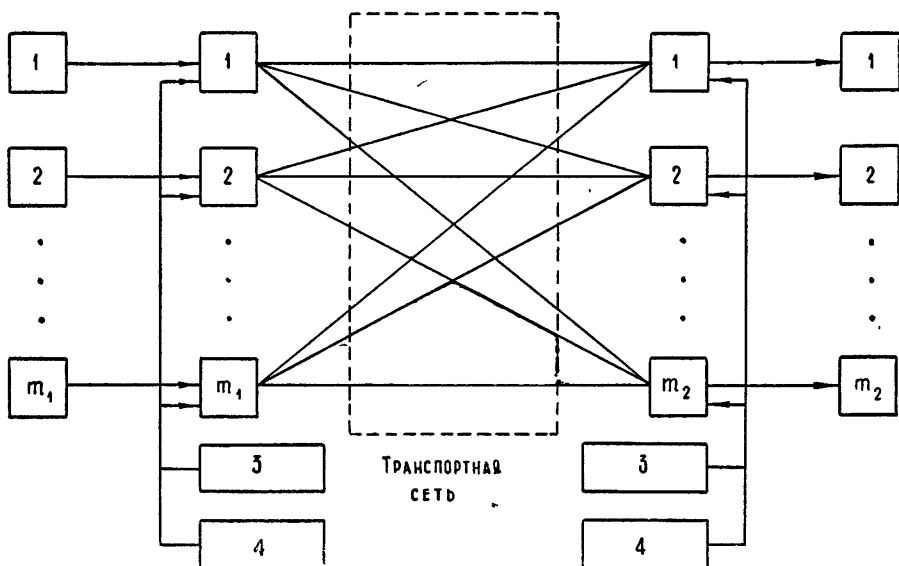 1 1 1 1
2 2 2 2
m₁ m₁ m₂ m₂
3 3
ТРАНСПОРТНАЯ
СЕТЬ
4 4